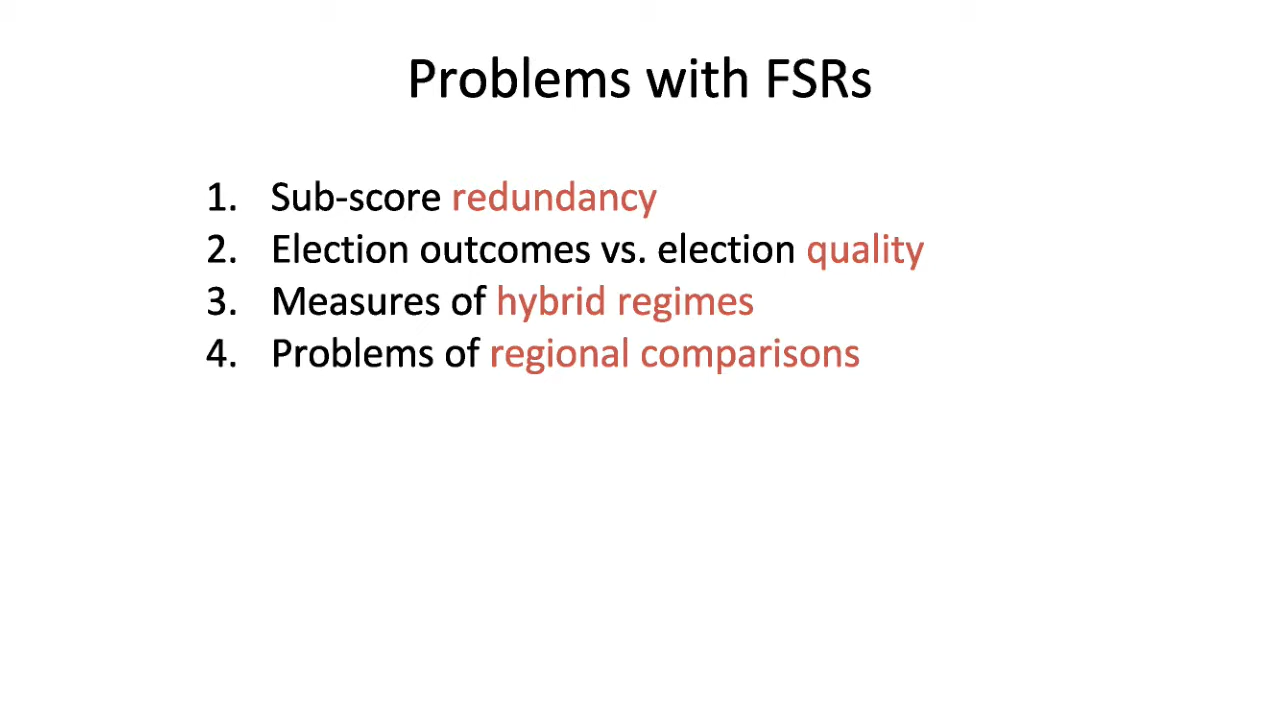 Problems with FSRs
1. Sub-score redundancy
2. Election outcomes vs. election quality
3. Measures of hybrid regimes
4. Problems of regional comparisons